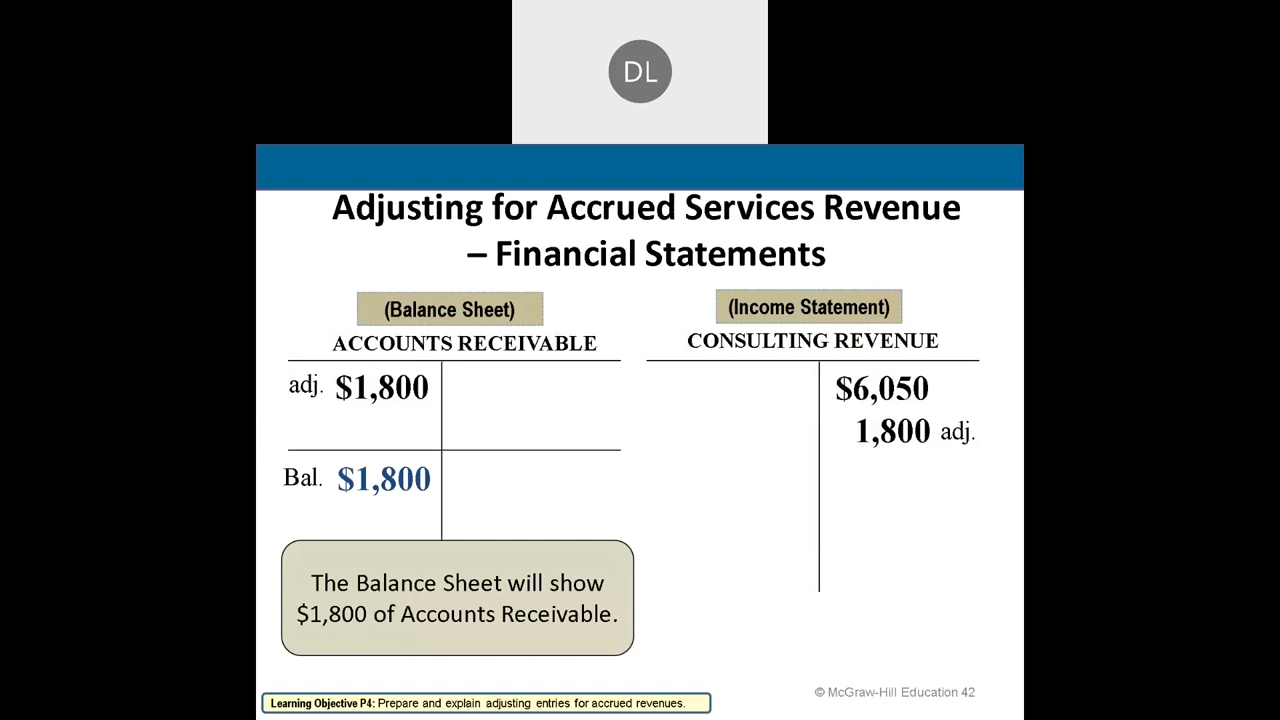 DL
Adjusting for Accrued Services Revenue
– Financial Statements
(Balance Sheet)
ACCOUNTS RECEIVABLE
adj. $1,800
Bal. $1,800
The Balance Sheet will show
$1,800 of Accounts Receivable.
(Income Statement)
CONSULTING REVENUE
$6,050
1,800 adj.
Learning Objective P4: Prepare and explain adjusting entries for accrued revenues.
© McGraw-Hill Education 42